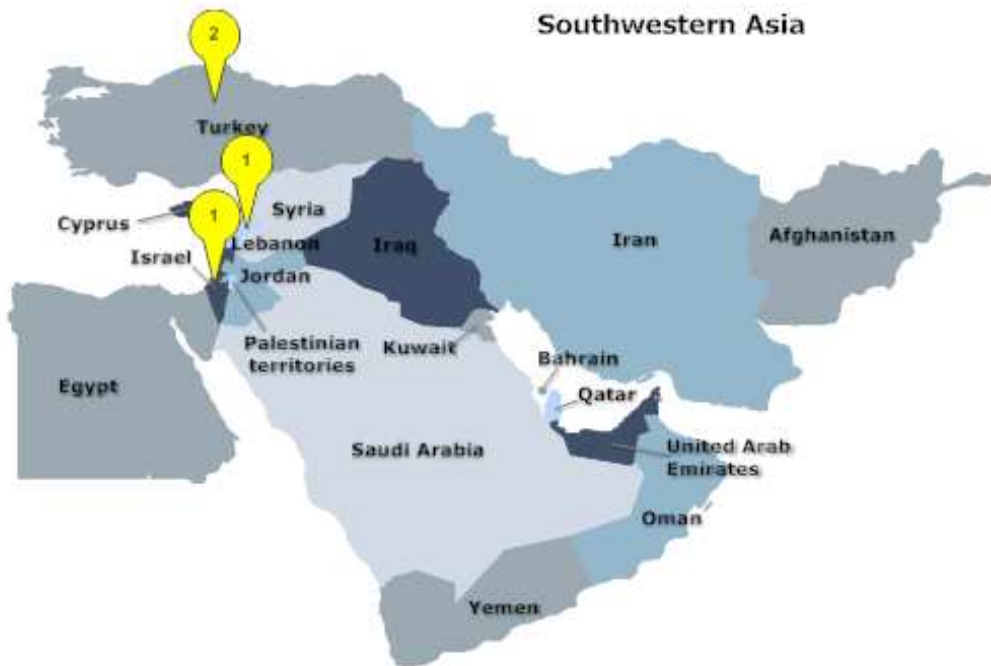 Southwestern Asia
2
Turkey
1
Cyprus
1
Syria
Lebanon
Iraq
Iran
Afghanistan
Israel
Jordan
Palestinian
territories
Kuwait
Bahrain
Egypt
Qatar
Saudi Arabia
United Arab
Emirates
Oman
Yemen